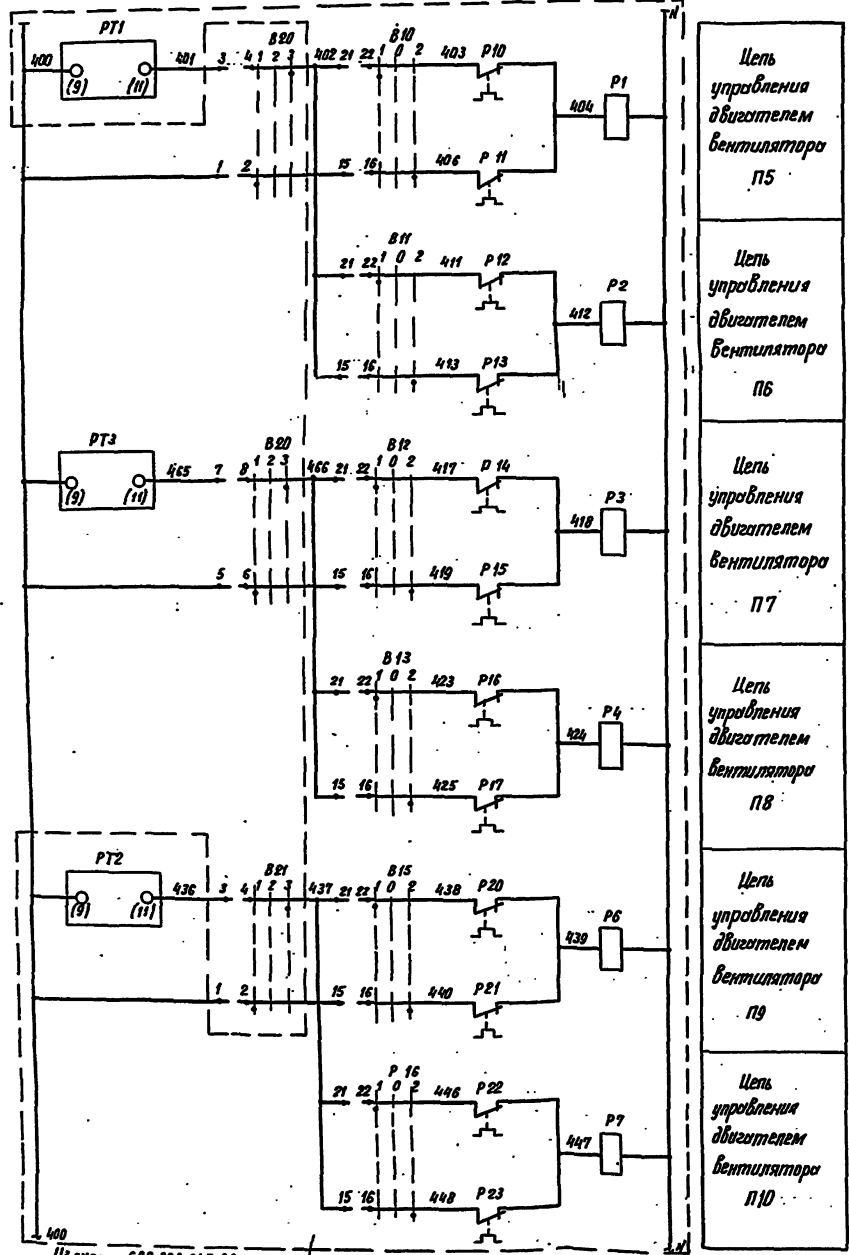 РТ1
400
(9)
(11)
401
3
4 1 2 3
В20
402 21
22 1 0 2
В10
403
Р10
404
Р1
N
1
2
15
16
406
Р 11
Цепь
управления
двигателем
вентилятора
П5
В11
21
22 1 0 2
411
Р 12
412
Р2
15
16
413
Р13
Цепь
управления
двигателем
вентилятора
П6
РТ3
(9)
(11)
465
7
8 1 2 3
В20
466 21
22 1 0 2
В12
417
Р 14
418
Р3
5
6
15
16
419
Р15
Цепь
управления
двигателем
вентилятора
П7
В13
21
22 1 0 2
423
Р16
424
Р4
15
16
425
Р17
Цепь
управления
двигателем
вентилятора
П8
РТ2
(9)
(11)
436
3
4 1 2 3
В21
437 21
22 1 0 2
В15
438
Р20
439
Р6
1
2
15
16
440
Р21
Цепь
управления
двигателем
вентилятора
П9
Р 16
21
22 1 0 2
446
Р22
447
Р7
15
16
448
Р23
Цепь
управления
двигателем
вентилятора
П10
400
N